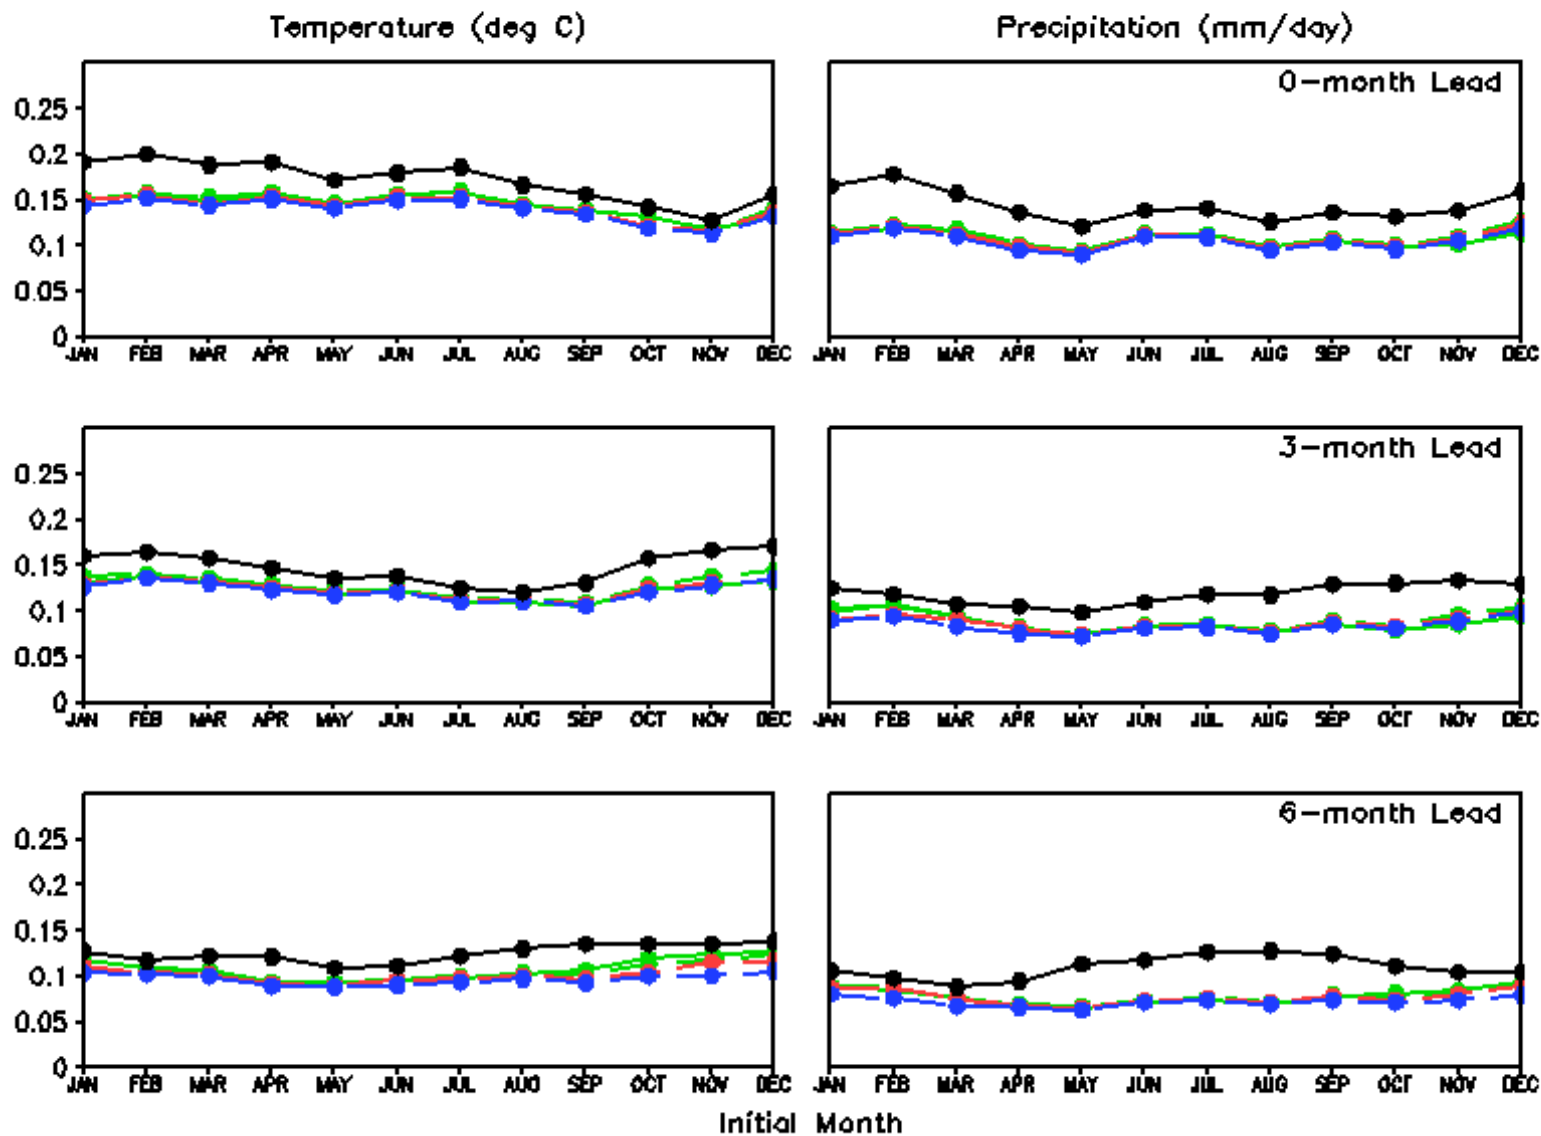 Temperature (deg C)
Precipitation (mm/day)
0-month Lead
0.25
0.2
0.15
0.1
0.05
0
JAN FEB MAR APR MAY JUN JUL AUG SEP OCT NOV DEC
JAN FEB MAR APR MAY JUN JUL AUG SEP OCT NOV DEC
3-month Lead
0.25
0.2
0.15
0.1
0.05
0
JAN FEB MAR APR MAY JUN JUL AUG SEP OCT NOV DEC
JAN FEB MAR APR MAY JUN JUL AUG SEP OCT NOV DEC
6-month Lead
0.25
0.2
0.15
0.1
0.05
0
JAN FEB MAR APR MAY JUN JUL AUG SEP OCT NOV DEC
JAN FEB MAR APR MAY JUN JUL AUG SEP OCT NOV DEC
Initial Month